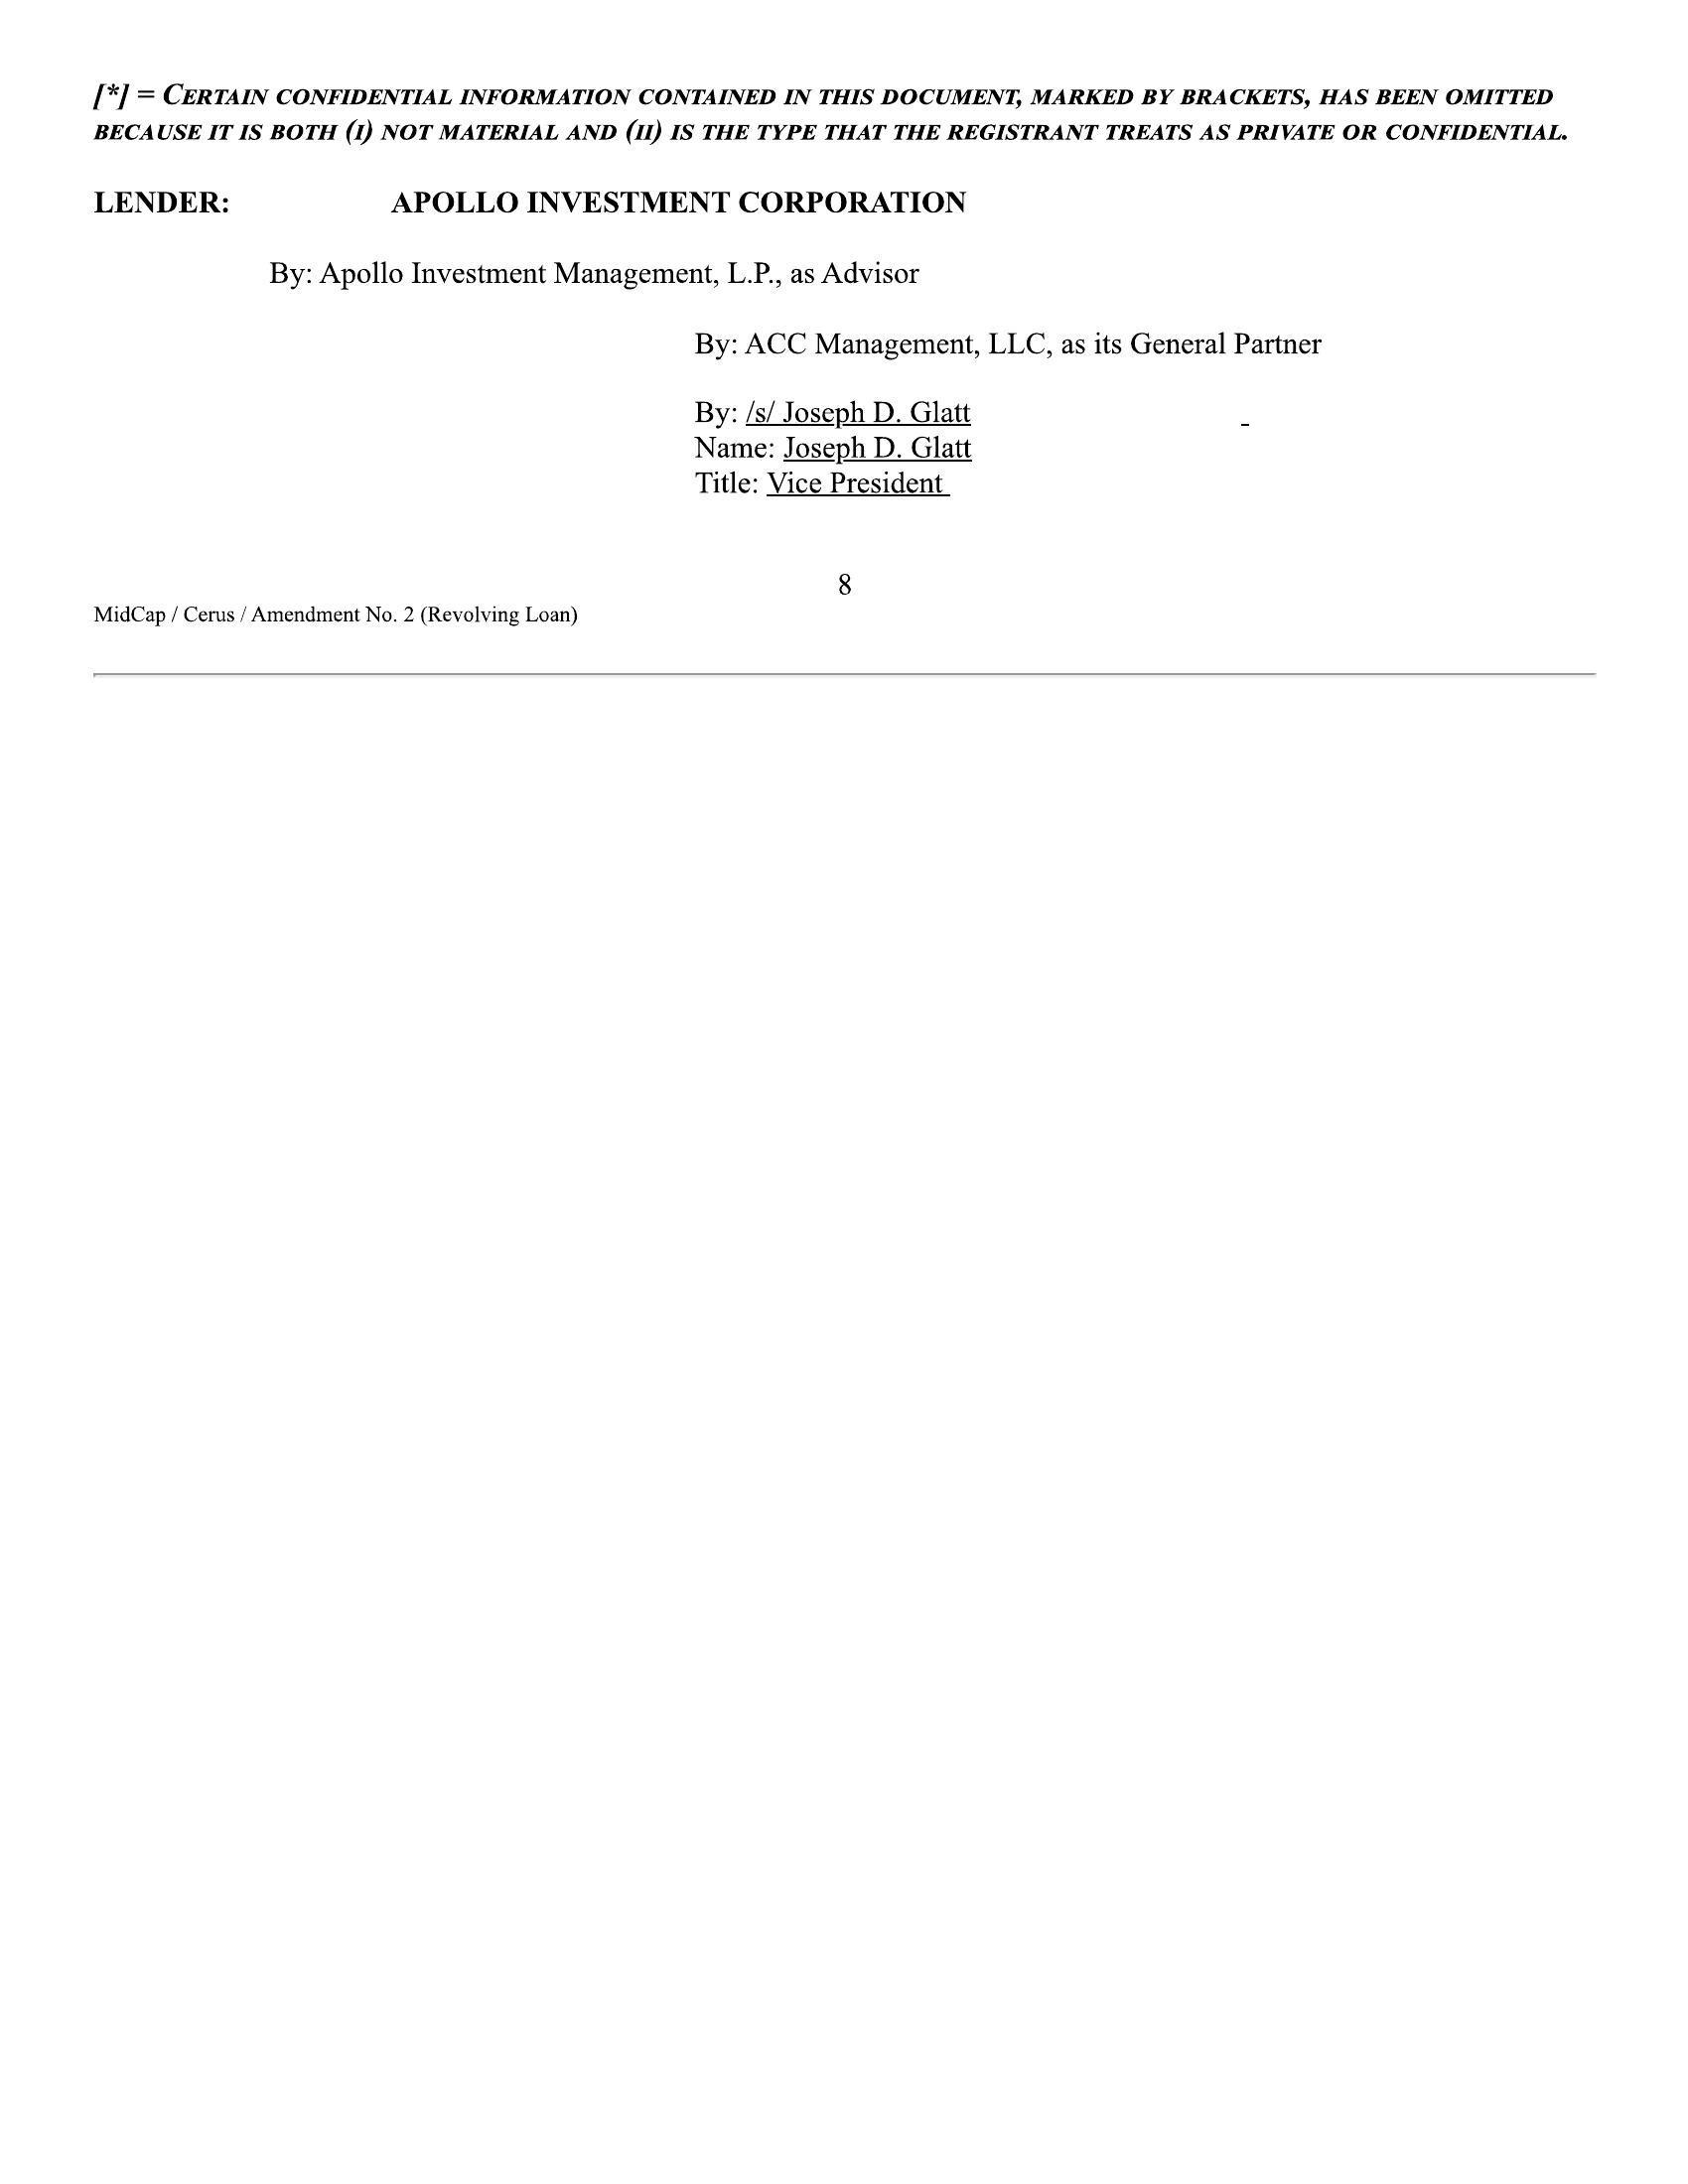 [*] = Certain confidential information contained in this document, marked by brackets, has been omitted
because it is both (i) not material and (ii) is the type that the registrant treats as private or confidential.
LENDER: APOLLO INVESTMENT CORPORATION
By: Apollo Investment Management, L.P., as Advisor
By: ACC Management, LLC, as its General Partner
By: /s/ Joseph D. Glatt _
Name: Joseph D. Glatt
Title: Vice President
8
MidCap / Cerus / Amendment No. 2 (Revolving Loan)